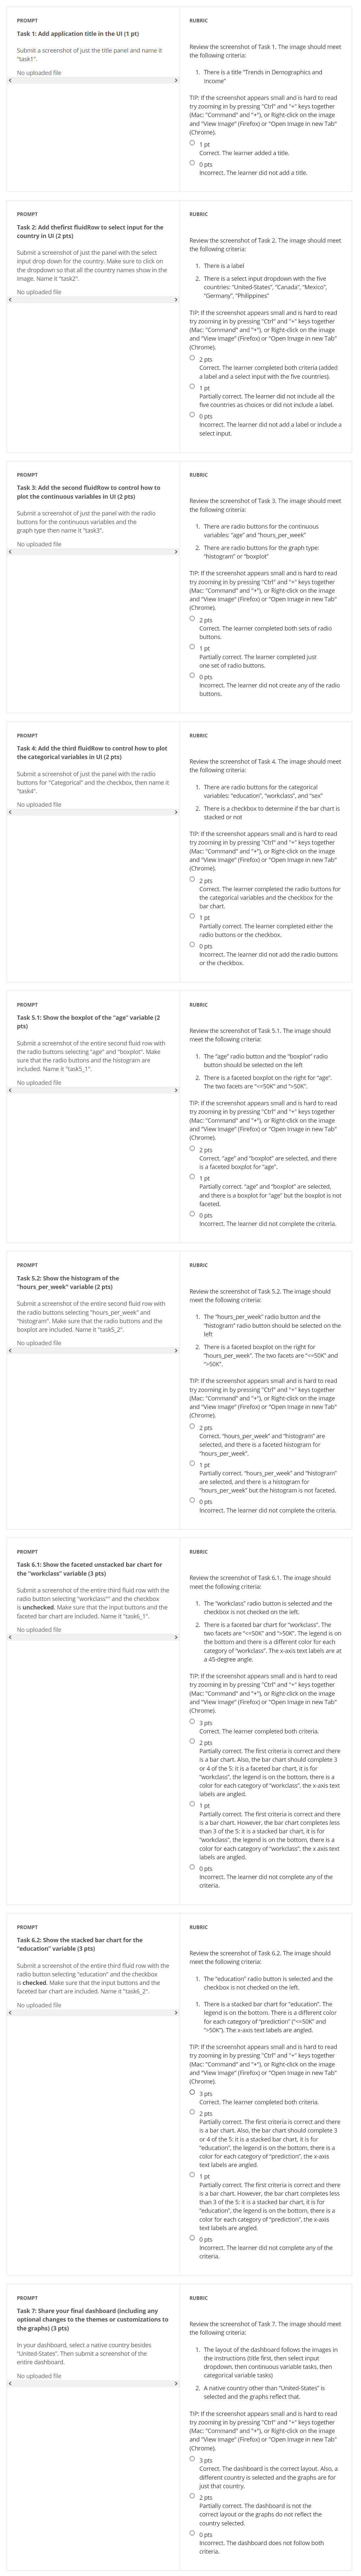 PROMPT
Task 1: Add application title in the UI (1 pt)
Submit a screenshot of just the title panel and name it
"task1".
No uploaded file
RUBRIC
Review the screenshot of Task 1. The image should meet
the following criteria:
1. There is a title “Trends in Demographics and
Income”
TIP: If the screenshot appears small and is hard to read
try zooming in by pressing "Ctrl" and "+" keys together
(Mac: "Command" and "+"), or Right-click on the image
and "View Image" (Firefox) or "Open Image in new Tab"
(Chrome).
1 pt
Correct. The learner added a title.
0 pts
Incorrect. The learner did not add a title.
PROMPT
Task 2: Add thefirst fluidRow to select input for the
country in UI (2 pts)
Submit a screenshot of just the panel with the select
input drop down for the country. Make sure to click on
the dropdown so that all the country names show in the
image. Name it "task2".
No uploaded file
RUBRIC
Review the screenshot of Task 2. The image should meet
the following criteria:
1. There is a label
2. There is a select input dropdown with the five
countries: “United-States”, “Canada”, “Mexico”,
“Germany”, “Philippines”
TIP: If the screenshot appears small and is hard to read
try zooming in by pressing "Ctrl" and "+" keys together
(Mac: "Command" and "+"), or Right-click on the image
and "View Image" (Firefox) or "Open Image in new Tab"
(Chrome).
2 pts
Correct. The learner completed both criteria (added
a label and a select input with the five countries).
1 pt
Partially correct. The learner did not include all the
five countries as choices or did not include a label.
0 pts
Incorrect. The learner did not add a label or include a
select input.
PROMPT
Task 3: Add the second fluidRow to control how to
plot the continuous variables in UI (2 pts)
Submit a screenshot of just the panel with the radio
buttons for the continuous variables and the
graph type then name it "task3".
No uploaded file
RUBRIC
Review the screenshot of Task 3. The image should meet
the following criteria:
1. There are radio buttons for the continuous
variables: “age” and “hours_per_week”
2. There are radio buttons for the graph type:
“histogram” or “boxplot”
TIP: If the screenshot appears small and is hard to read
try zooming in by pressing "Ctrl" and "+" keys together
(Mac: "Command" and "+"), or Right-click on the image
and "View Image" (Firefox) or "Open Image in new Tab"
(Chrome).
2 pts
Correct. The learner completed both sets of radio
buttons.
1 pt
Partially correct. The learner completed just
one set of radio buttons.
0 pts
Incorrect. The learner did not create any of the radio
buttons.
PROMPT
Task 4: Add the third fluidRow to control how to plot
the categorical variables in UI (2 pts)
Submit a screenshot of just the panel with the radio
buttons for "Categorical" and the checkbox, then name it
"task4".
No uploaded file
RUBRIC
Review the screenshot of Task 4. The image should meet
the following criteria:
1. There are radio buttons for the categorical
variables: “education”, “workclass”, and “sex”
2. There is a checkbox to determine if the bar chart is
stacked or not
TIP: If the screenshot appears small and is hard to read
try zooming in by pressing "Ctrl" and "+" keys together
(Mac: "Command" and "+"), or Right-click on the image
and "View Image" (Firefox) or "Open Image in new Tab"
(Chrome).
2 pts
Correct. The learner completed the radio buttons for
the categorical variables and the checkbox for the
bar chart.
1 pt
Partially correct. The learner completed either the
radio buttons or the checkbox.
0 pts
Incorrect. The learner did not add the radio buttons
or the checkbox.
PROMPT
Task 5.1: Show the boxplot of the "age" variable (2
pts)
Submit a screenshot of the entire second fluid row with
the radio buttons selecting "age" and "boxplot". Make
sure that the radio buttons and the histogram are
included. Name it "task5_1".
No uploaded file
RUBRIC
Review the screenshot of Task 5.1. The image should
meet the following criteria:
1. The “age” radio button and the “boxplot” radio
button should be selected on the left
2. There is a faceted boxplot on the right for “age”.
The two facets are “<=50K” and “>50K”.
TIP: If the screenshot appears small and is hard to read
try zooming in by pressing "Ctrl" and "+" keys together
(Mac: "Command" and "+"), or Right-click on the image
and "View Image" (Firefox) or "Open Image in new Tab"
(Chrome).
2 pts
Correct. “age” and “boxplot” are selected, and there
is a faceted boxplot for “age”.
1 pt
Partially correct. “age” and “boxplot” are selected,
and there is a boxplot for “age” but the boxplot is not
faceted.
0 pts
Incorrect. The learner did not complete the criteria.
PROMPT
Task 5.2: Show the histogram of the
"hours_per_week" variable (2 pts)
Submit a screenshot of the entire second fluid row with
the radio buttons selecting "hours_per_week" and
"histogram". Make sure that the radio buttons and the
boxplot are included. Name it "task5_2".
No uploaded file
RUBRIC
Review the screenshot of Task 5.2. The image should
meet the following criteria:
1. The “hours_per_week” radio button and the
“histogram” radio button should be selected on the
left
2. There is a faceted boxplot on the right for
“hours_per_week”. The two facets are “<=50K” and
“>50K”.
TIP: If the screenshot appears small and is hard to read
try zooming in by pressing "Ctrl" and "+" keys together
(Mac: "Command" and "+"), or Right-click on the image
and "View Image" (Firefox) or "Open Image in new Tab"
(Chrome).
2 pts
Correct. “hours_per_week” and “histogram” are
selected, and there is a faceted histogram for
“hours_per_week”.
1 pt
Partially correct. “hours_per_week” and “histogram”
are selected, and there is a histogram for
“hours_per_week” but the histogram is not faceted.
0 pts
Incorrect. The learner did not complete the criteria.
PROMPT
Task 6.1: Show the faceted unstacked bar chart for
the "workclass" variable (3 pts)
Submit a screenshot of the entire third fluid row with the
radio button selecting "workclass"" and the checkbox
is unchecked. Make sure that the input buttons and the
faceted bar chart are included. Name it "task6_1".
No uploaded file
RUBRIC
Review the screenshot of Task 6.1. The image should
meet the following criteria:
1. The “workclass” radio button is selected and the
checkbox is not checked on the left.
2. There is a faceted bar chart for “workclass”. The
two facets are “<=50K” and “>50K”. The legend is on
the bottom and there is a different color for each
category of “workclass”. The x-axis text labels are at
a 45-degree angle.
TIP: If the screenshot appears small and is hard to read
try zooming in by pressing "Ctrl" and "+" keys together
(Mac: "Command" and "+"), or Right-click on the image
and "View Image" (Firefox) or "Open Image in new Tab"
(Chrome).
3 pts
Correct. The learner completed both criteria.
2 pts
Partially correct. The first criteria is correct and there
is a bar chart. Also, the bar chart should complete 3
or 4 of the 5: it is a faceted bar chart, it is for
“workclass”, the legend is on the bottom, there is a
color for each category of “workclass”, the x-axis text
labels are angled.
1 pt
Partially correct. The first criteria is correct and there
is a bar chart. However, the bar chart completes less
than 3 of the 5: it is a stacked bar chart, it is for
“workclass”, the legend is on the bottom, there is a
color for each category of “workclass”, the x axis text
labels are angled.
0 pts
Incorrect. The learner did not complete any of the
criteria.
PROMPT
Task 6.2: Show the stacked bar chart for the
"education" variable (3 pts)
Submit a screenshot of the entire third fluid row with the
radio button selecting "education" and the checkbox
is checked. Make sure that the input buttons and the
faceted bar chart are included. Name it "task6_2".
No uploaded file
RUBRIC
Review the screenshot of Task 6.2. The image should
meet the following criteria:
1. The “education” radio button is selected and the
checkbox is not checked on the left.
1. There is a stacked bar chart for “education”. The
legend is on the bottom. There is a different color
for each category of “prediction” (“<=50K” and
“>50K”). The x-axis text labels are angled.
TIP: If the screenshot appears small and is hard to read
try zooming in by pressing "Ctrl" and "+" keys together
(Mac: "Command" and "+"), or Right-click on the image
and "View Image" (Firefox) or "Open Image in new Tab"
(Chrome).
3 pts
Correct. The learner completed both criteria.
2 pts
Partially correct. The first criteria is correct and there
is a bar chart. Also, the bar chart should complete 3
or 4 of the 5: it is a stacked bar chart, it is for
“education”, the legend is on the bottom, there is a
color for each category of “prediction”, the x-axis
text labels are angled.
1 pt
Partially correct. The first criteria is correct and there
is a bar chart. However, the bar chart completes less
than 3 of the 5: it is a stacked bar chart, it is for
“education”, the legend is on the bottom, there is a
color for each category of “prediction”, the x-axis
text labels are angled.
0 pts
Incorrect. The learner did not complete any of the
criteria.
PROMPT
Task 7: Share your final dashboard (including any
optional changes to the themes or customizations to
the graphs) (3 pts)
In your dashboard, select a native country besides
"United-States". Then submit a screenshot of the
entire dashboard.
No uploaded file
RUBRIC
Review the screenshot of Task 7. The image should meet
the following criteria:
1. The layout of the dashboard follows the images in
the instructions (title first, then select input
dropdown, then continuous variable tasks, then
categorical variable tasks)
2. A native country other than “United-States” is
selected and the graphs reflect that.
TIP: If the screenshot appears small and is hard to read
try zooming in by pressing "Ctrl" and "+" keys together
(Mac: "Command" and "+"), or Right-click on the image
and "View Image" (Firefox) or "Open Image in new Tab"
(Chrome).
3 pts
Correct. The dashboard is the correct layout. Also, a
different country is selected and the graphs are for
just that country.
2 pts
Partially correct. The dashboard is not the
correct layout or the graphs do not reflect the
country selected.
0 pts
Incorrect. The dashboard does not follow both
criteria.